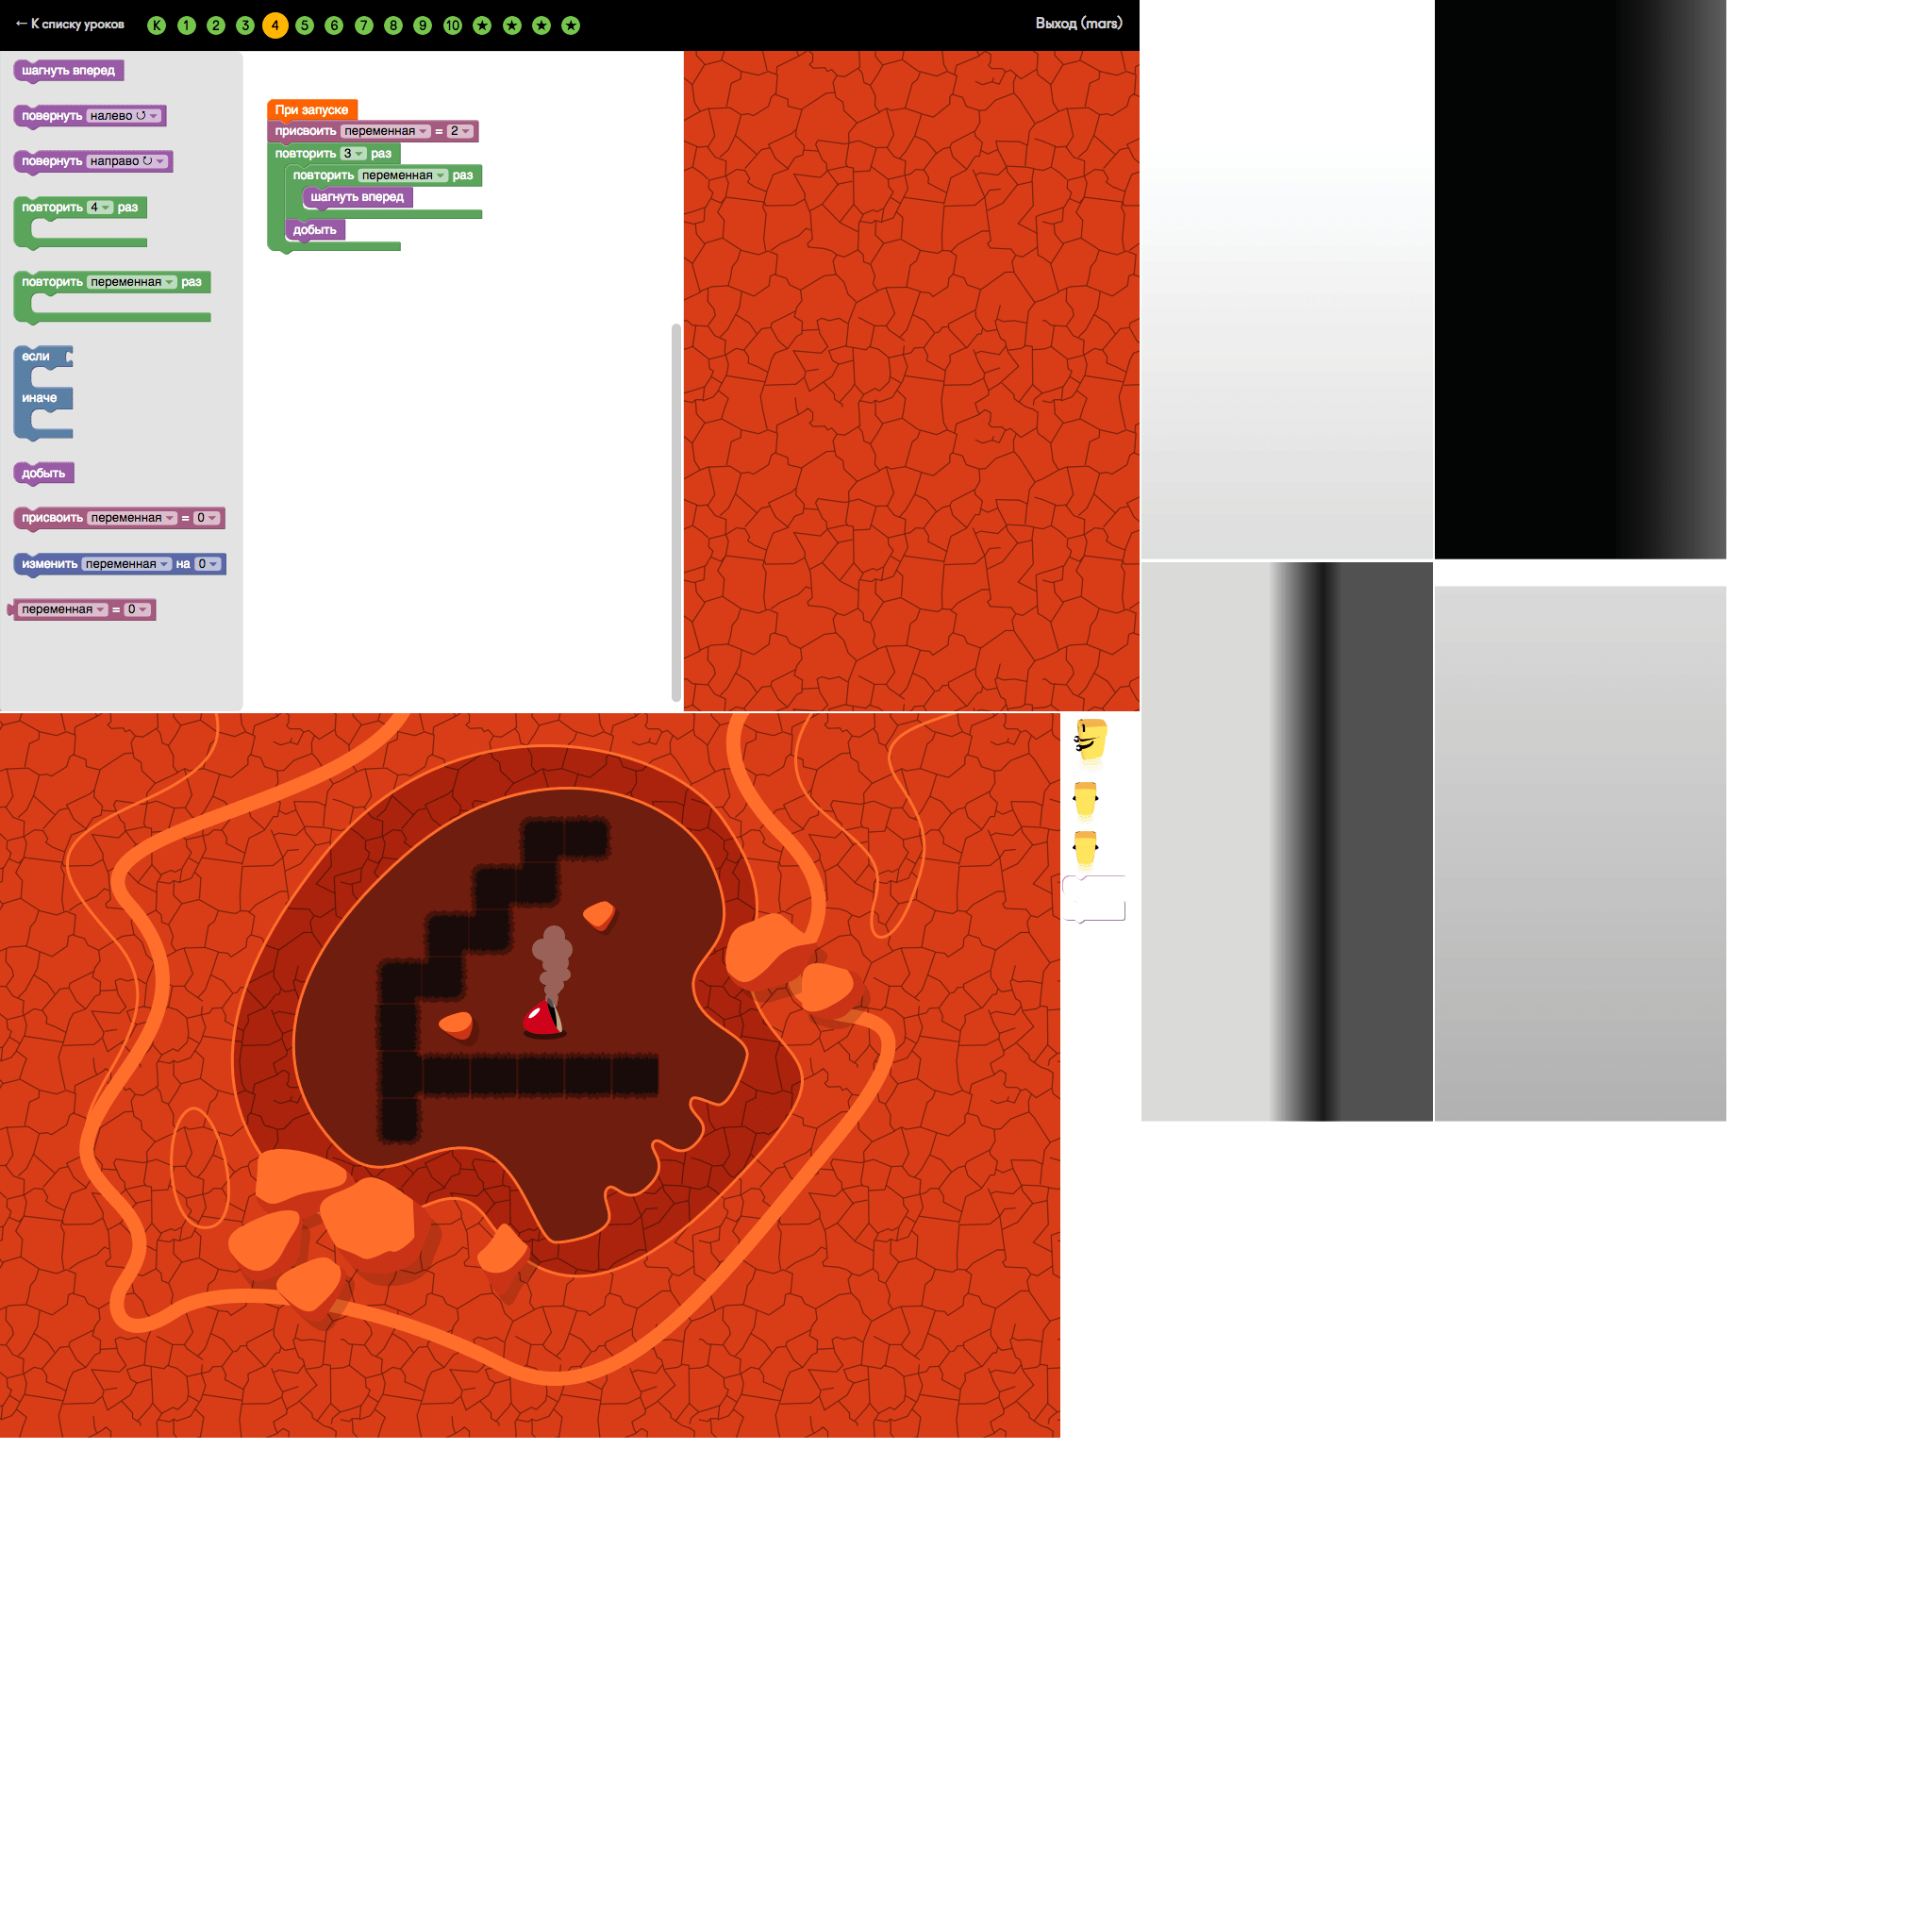 ← К списку уроков K 1 2 3 4 5 6 7 8 9 10 ★ ★ ★ ★ Выход (mars)
шагнуть вперед
повернуть налево ↺
повернуть направо ↻
повторить 4 раз
повторить переменная раз
если
иначе
добыть
присвоить переменная = 0
изменить переменная на 0
переменная = 0
При запуске
присвоить переменная = 2
повторить 3 раз
повторить переменная раз
шагнуть вперед
добыть